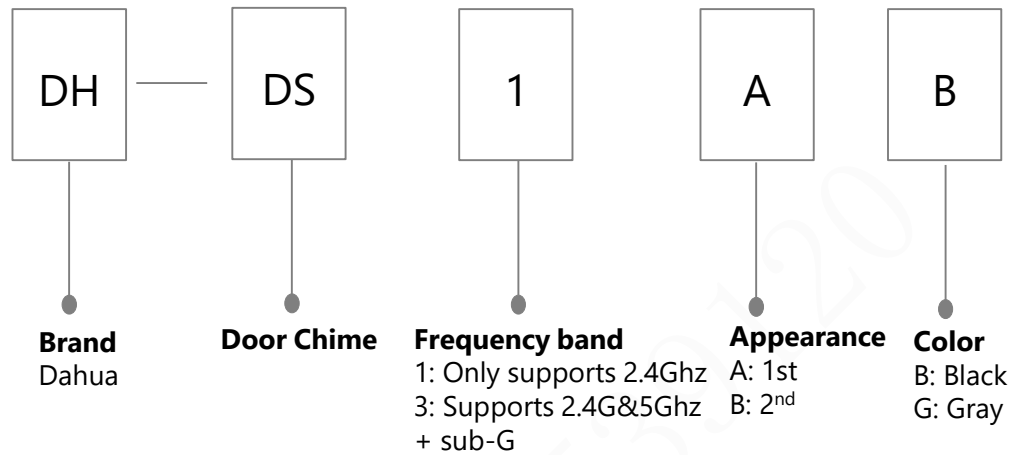 DH DS 1 A B
Brand
Dahua
Door Chime
Frequency band
1: Only supports 2.4Ghz
3: Supports 2.4G&5Ghz
+ sub-G
Appearance
A: 1st
B: 2nd
Color
B: Black
G: Gray